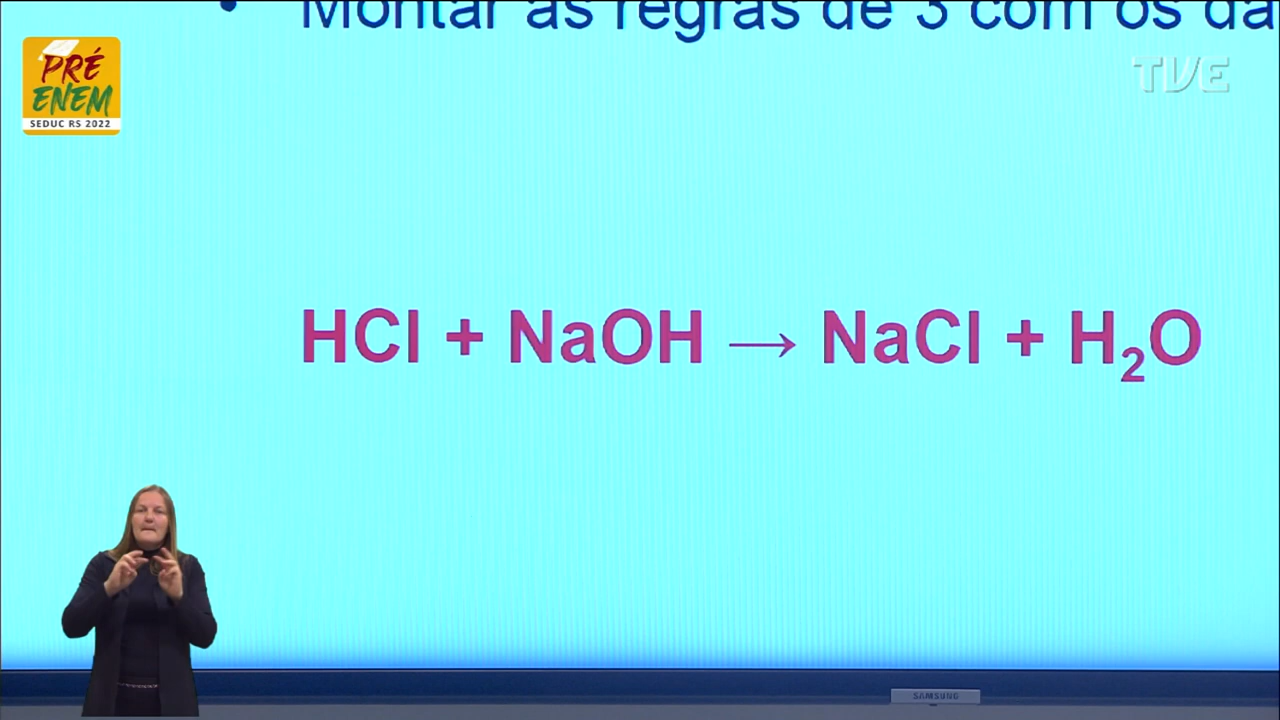 Montar as regras de 3 com os da
PRÉ
ENEM
SEDUC RS 2022
TVE
HCl + NaOH → NaCl + H₂O
SAMSUNG